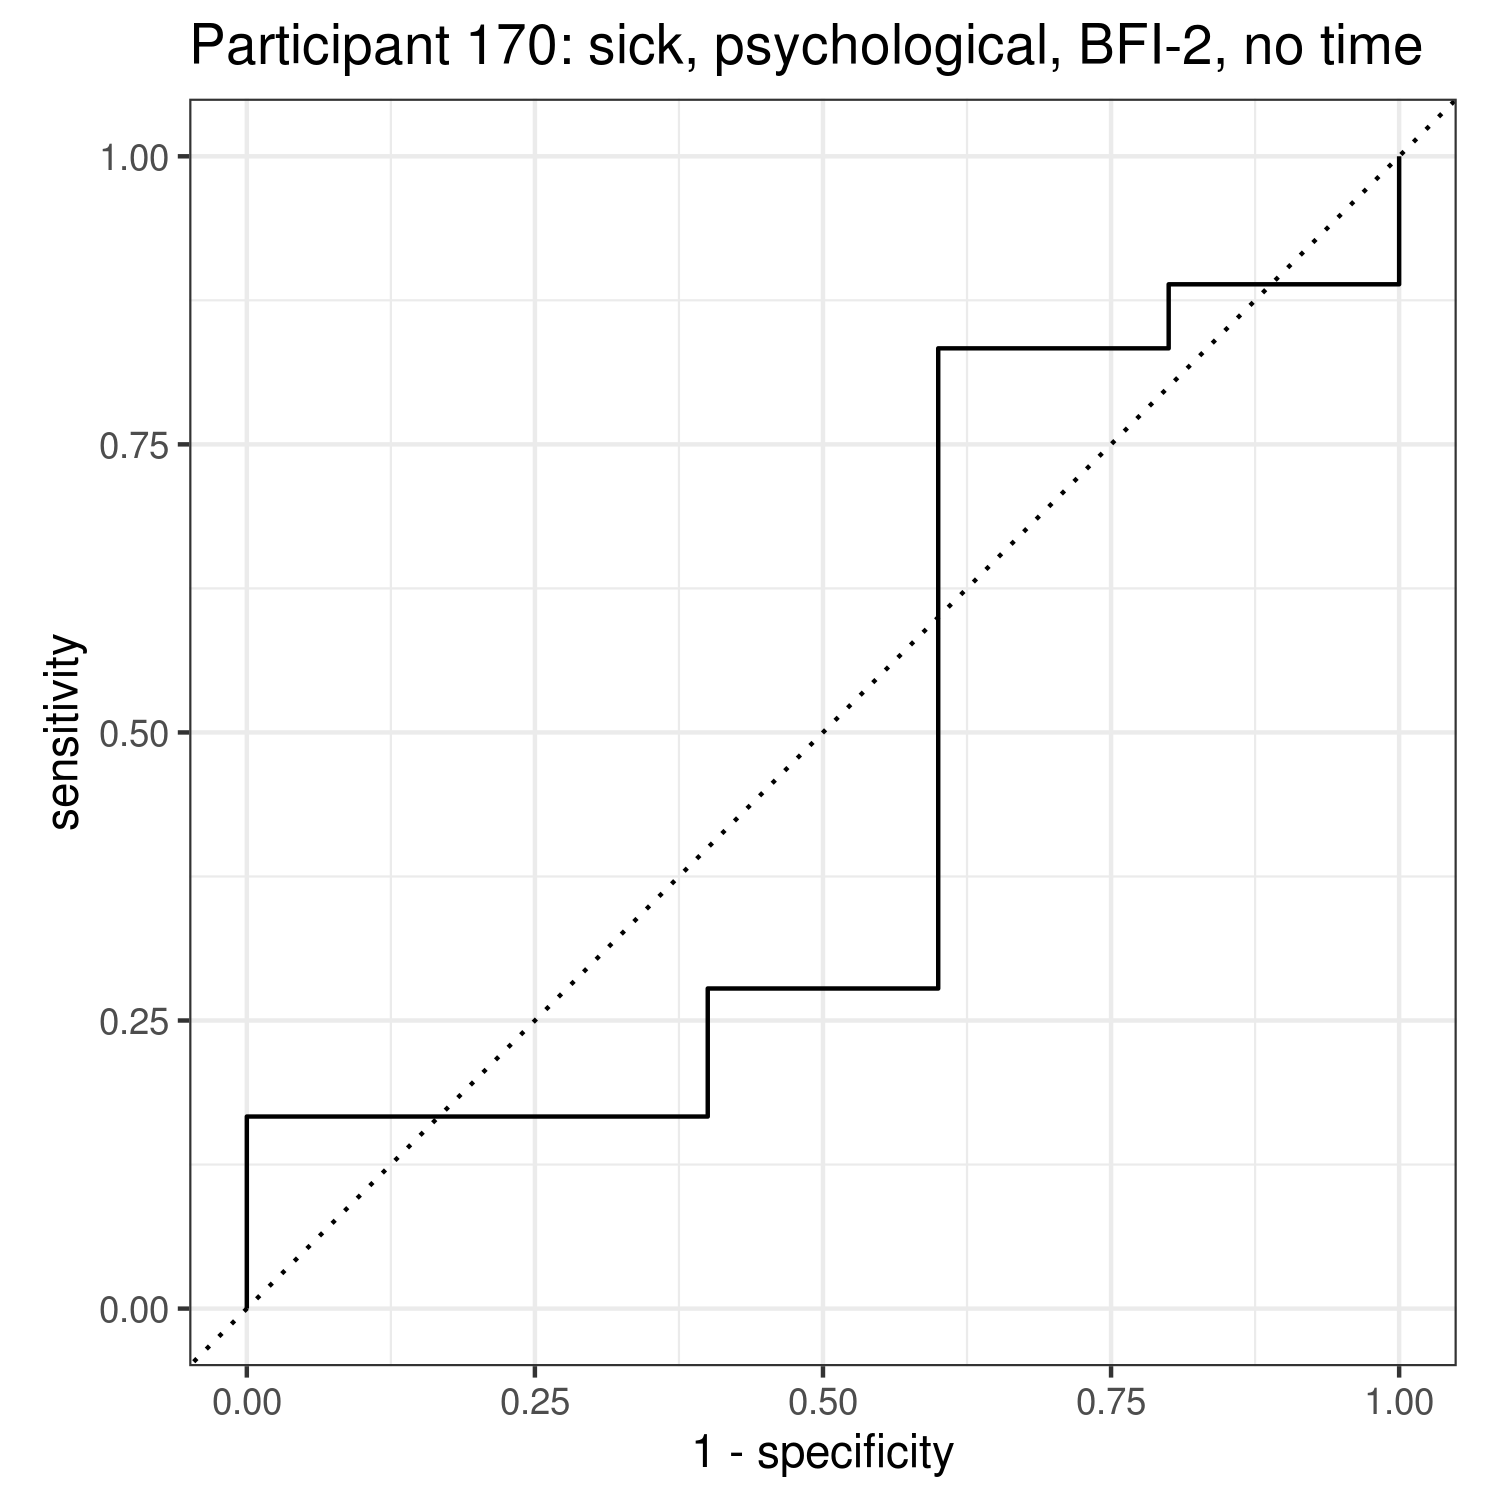 Participant 170: sick, psychological, BFI-2, no time
1.00
0.75
0.50
0.25
0.00
sensitivity
0.00 0.25 0.50 0.75 1.00
1 - specificity